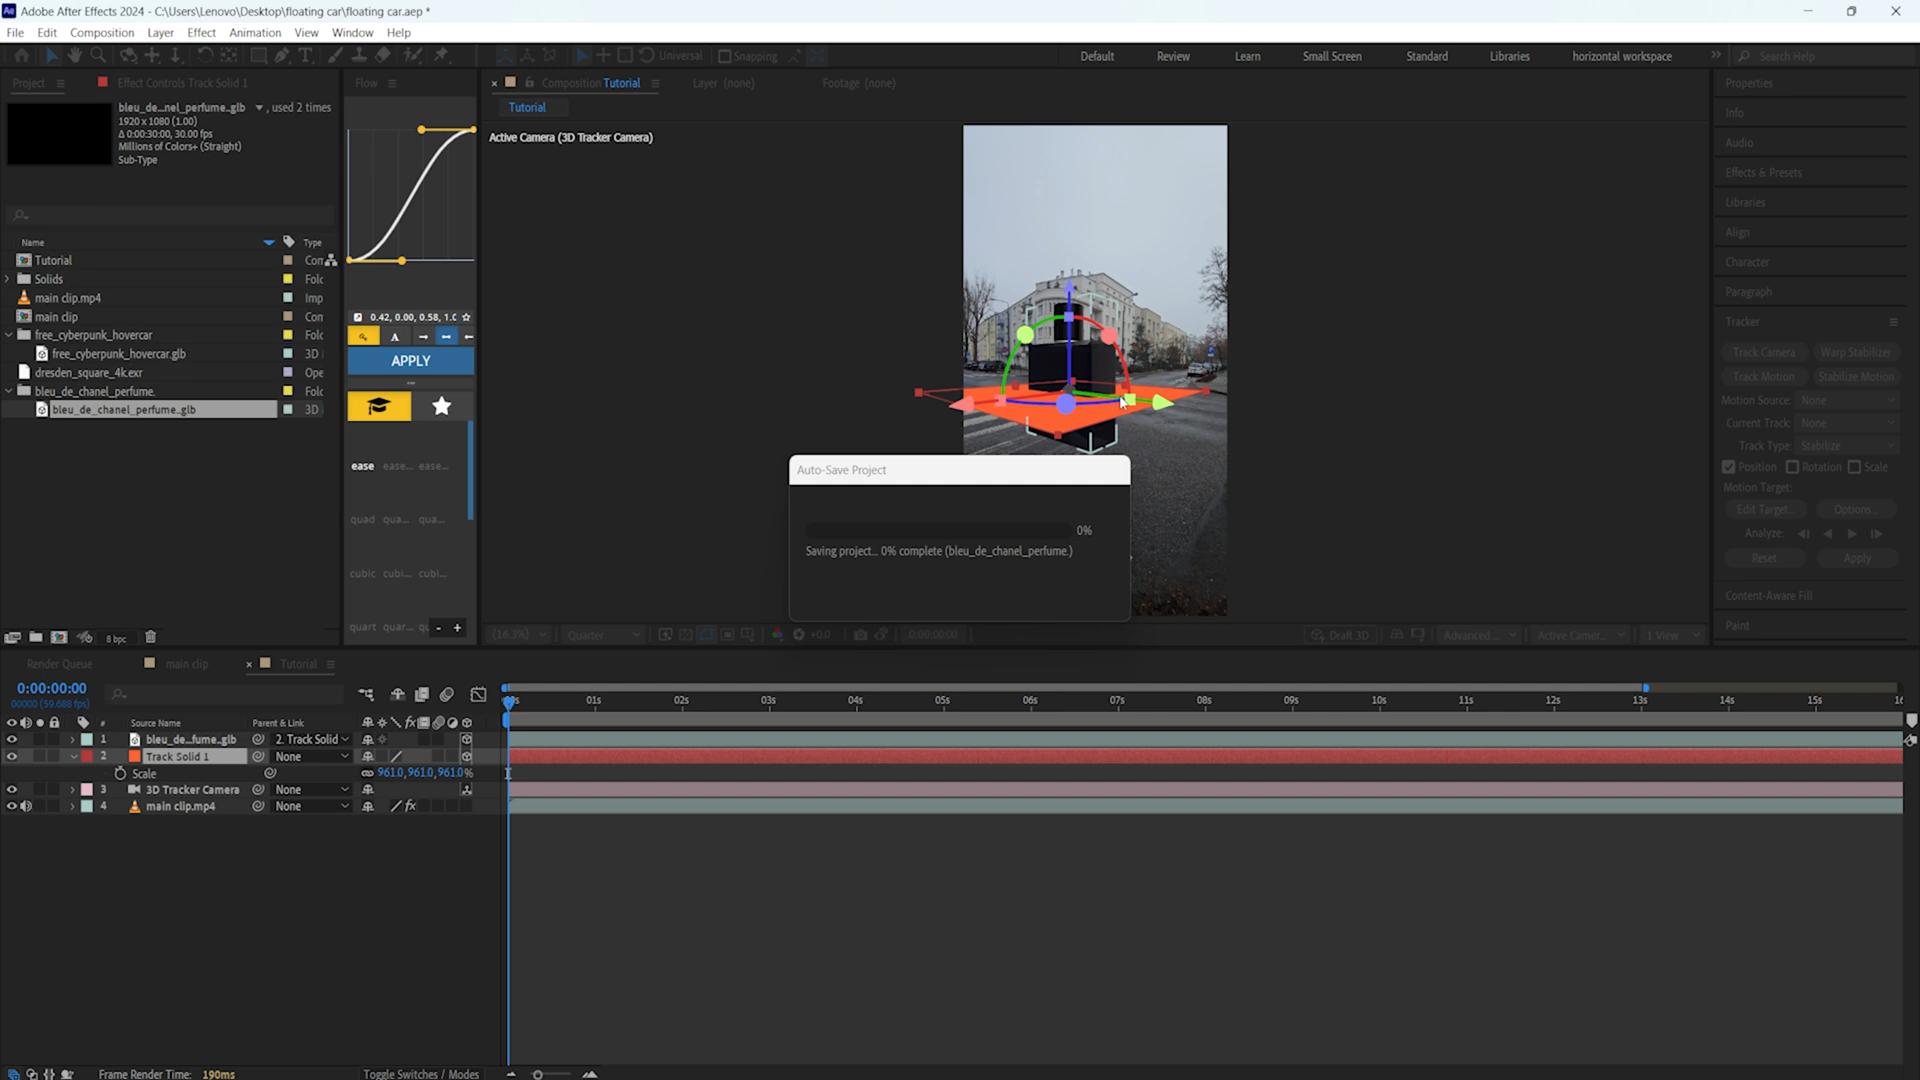 Adobe After Effects 2024 - C:\Users\Lenovo\Desktop\floating car\floating car.aep *
File Edit Composition Layer Effect Animation View Window Help
Universal Snapping Default Review Learn Small Screen Standard Libraries horizontal workspace Search Help
Project Effect Controls Track Solid 1
bleu_de...nel_perfume..glb , used 2 times
1920 x 1080 (1.00)
Δ 0:00:30:00, 30.00 fps
Millions of Colors+ (Straight)
Sub-Type
Name Type
Tutorial Con
Solids Folc
main clip.mp4 Imp
main clip Con
free_cyberpunk_hovercar Folc
free_cyberpunk_hovercar.glb 3D
dresden_square_4k.exr Ope
bleu_de_chanel_perfume. Folc
bleu_de_chanel_perfume..glb 3D
8 bpc
Flow
0.42, 0.00, 0.58, 1.0
A
APPLY
ease ease... ease...
quad qua... qua...
cubic cubi... cubi...
quart quar... - +
Composition Tutorial Layer (none) Footage (none)
Tutorial
Active Camera (3D Tracker Camera)
Auto-Save Project
0%
Saving project... 0% complete (bleu_de_chanel_perfume.)
(16.3%) Quarter +0.0 0:00:00:00 Draft 3D Advanced ... Active Camer... 1 View
Properties
Info
Audio
Effects & Presets
Libraries
Align
Character
Paragraph
Tracker
Track Camera Warp Stabilizer
Track Motion Stabilize Motion
Motion Source: None
Current Track: None
Track Type: Stabilize
Position Rotation Scale
Motion Target:
Edit Target... Options...
Analyze:
Reset Apply
Content-Aware Fill
Paint
Render Queue main clip Tutorial
0:00:00:00
00000 (59.688 fps)
01s 02s 03s 04s 05s 06s 07s 08s 09s 10s 11s 12s 13s 14s 15s
# Source Name Parent & Link
1 bleu_de...fume..glb 2. Track Solid
2 Track Solid 1 None
Scale 961.0,961.0,961.0%
3 3D Tracker Camera None
4 main clip.mp4 None
Frame Render Time: 190ms Toggle Switches / Modes